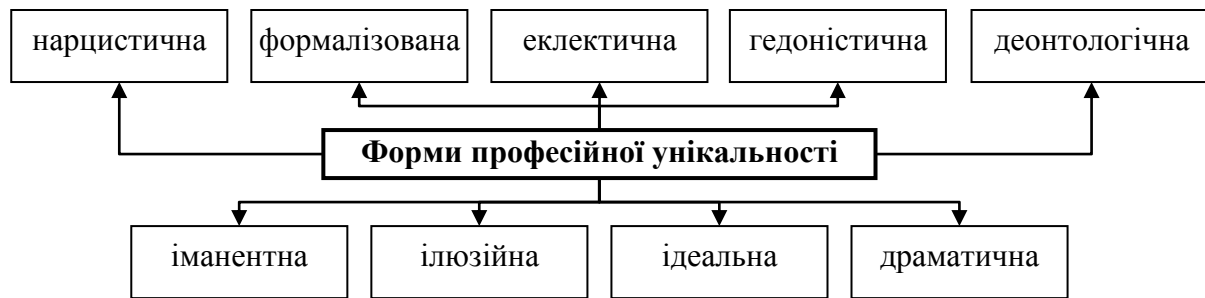 нарцистична
формалізована
еклектична
гедоністична
деонтологічна
Форми професійної унікальності
іманентна
ілюзійна
ідеальна
драматична